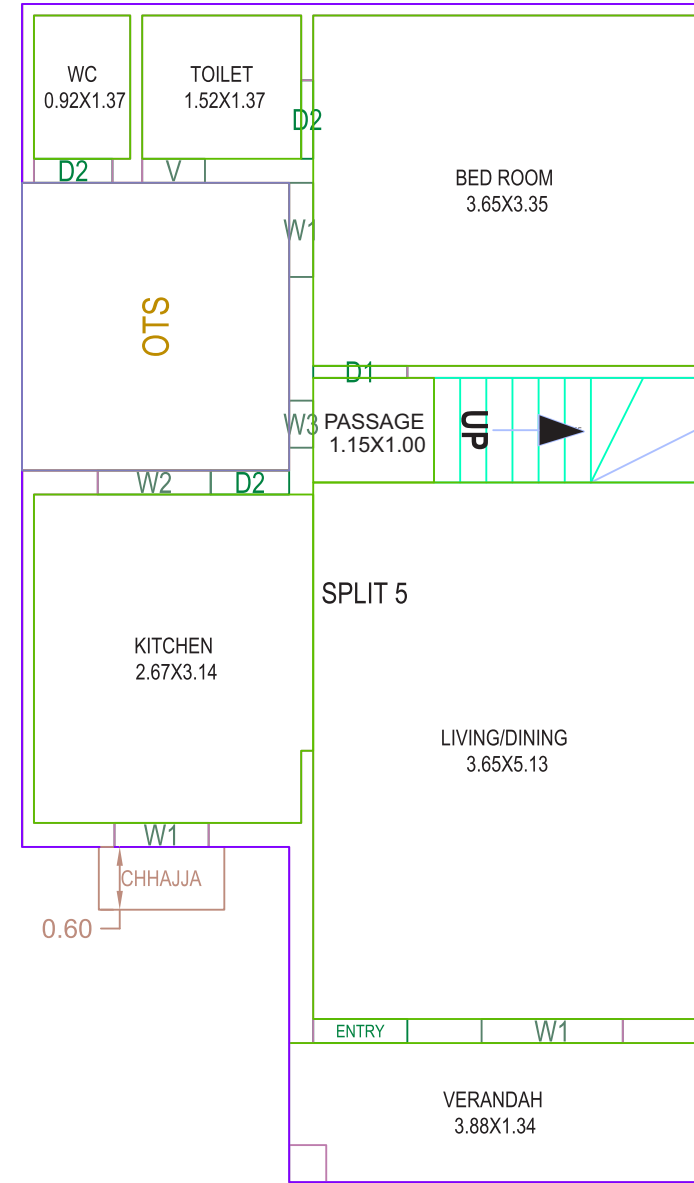 WC
0.92X1.37
TOILET
1.52X1.37
D2
D2
V
BED ROOM
3.65X3.35
W1
OTS
D1
W3
PASSAGE
1.15X1.00
UP
W2
D2
SPLIT 5
KITCHEN
2.67X3.14
LIVING/DINING
3.65X5.13
W1
CHHAJJA
0.60
ENTRY
W1
VERANDAH
3.88X1.34